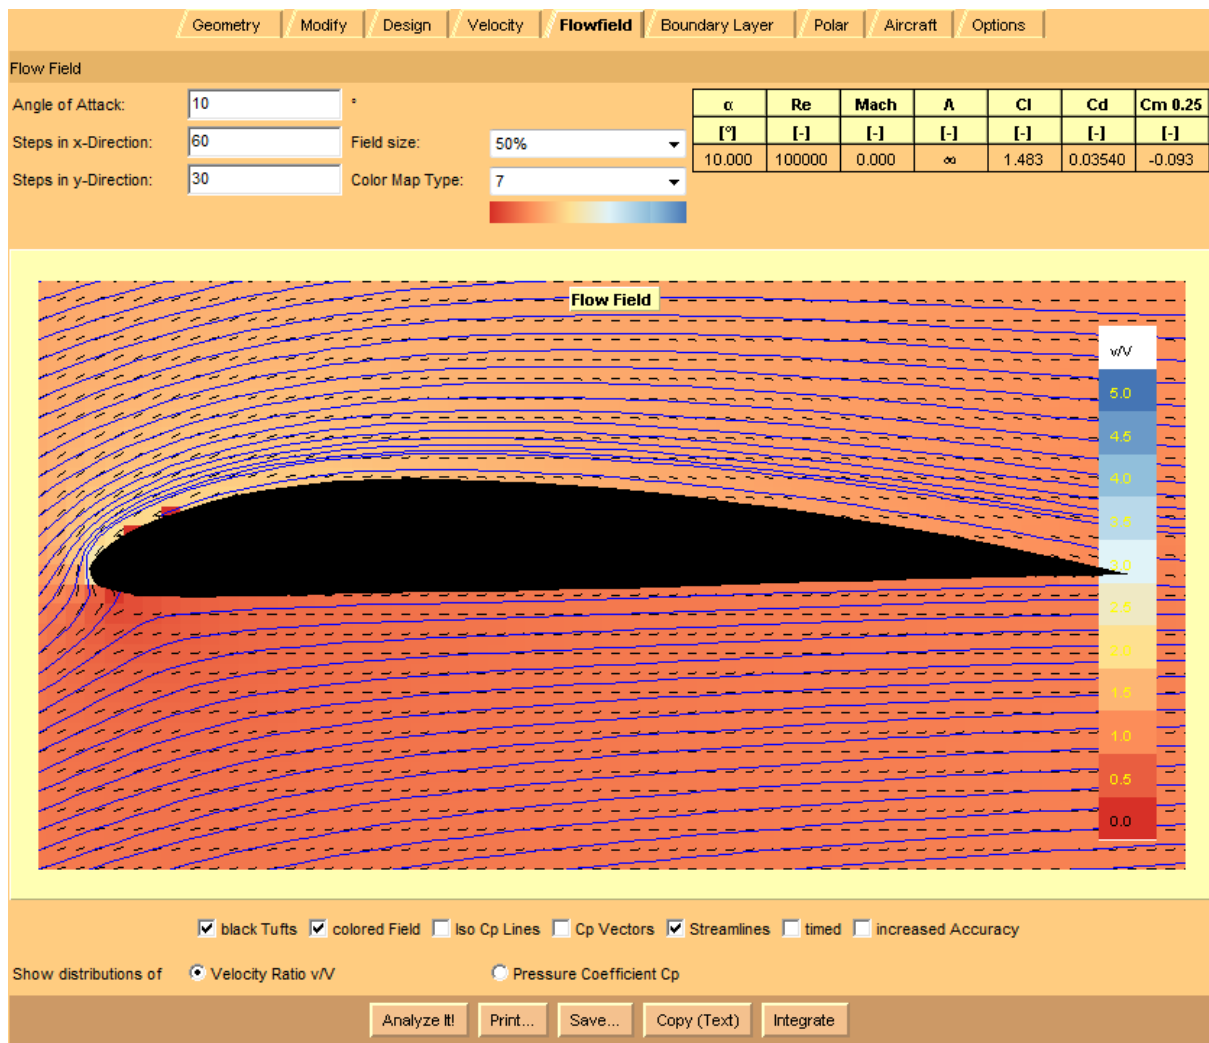 Geometry Modify Design Velocity Flowfield Boundary Layer Polar Aircraft Options
Flow Field
Angle of Attack: 10 °
Steps in x-Direction: 60 Field size: 50%
Steps in y-Direction: 30 Color Map Type: 7
α Re Mach Λ Cl Cd Cm 0.25
[°] [-] [-] [-] [-] [-] [-]
10.000 100000 0.000 ∞ 1.483 0.03540 -0.093
Flow Field
v/V
5.0
4.5
4.0
3.5
3.0
2.5
2.0
1.5
1.0
0.5
0.0
black Tufts colored Field Iso Cp Lines Cp Vectors Streamlines timed increased Accuracy
Show distributions of Velocity Ratio v/V Pressure Coefficient Cp
Analyze It! Print... Save... Copy (Text) Integrate